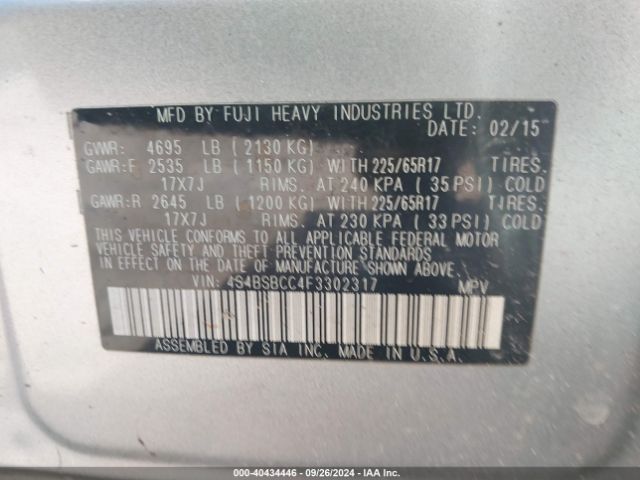 MFD BY FUJI HEAVY INDUSTRIES LTD.
DATE: 02/15
GVWR: 4695 LB (2130 KG)
GAWR:F 2535 LB (1150 KG) WITH 225/65R17 TIRES.
17X7J RIMS. AT 240 KPA (35 PSI) COLD
GAWR:R 2645 LB (1200 KG) WITH 225/65R17 TIRES.
17X7J RIMS. AT 230 KPA (33 PSI) COLD
THIS VEHICLE CONFORMS TO ALL APPLICABLE FEDERAL MOTOR
VEHICLE SAFETY AND THEFT PREVENTION STANDARDS
IN EFFECT ON THE DATE OF MANUFACTURE SHOWN ABOVE.
VIN: 4S4BSBCC4F3302317 MPV
ASSEMBLED BY SIA INC. MADE IN U.S.A.
000-40434446 - 09/26/2024 - IAA